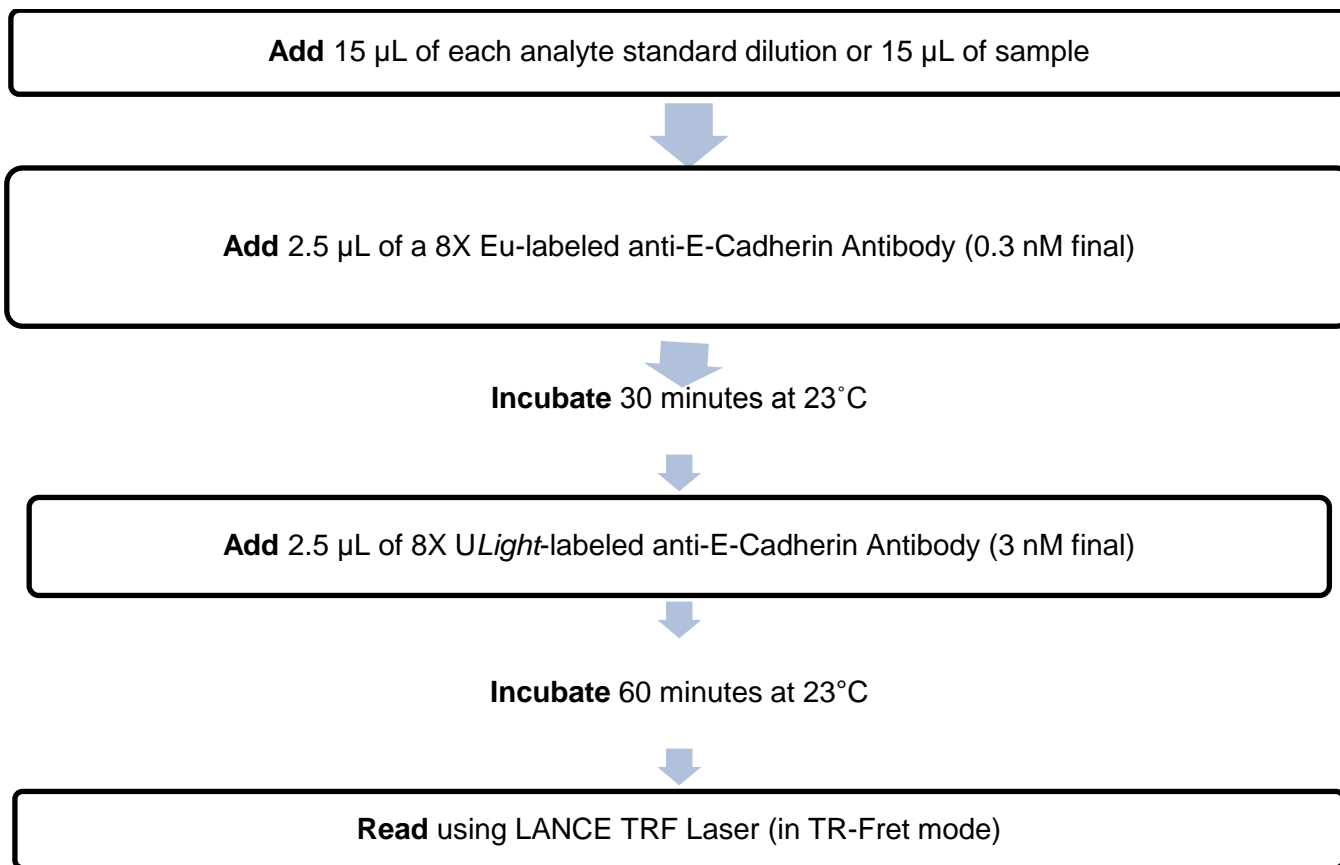 Add 15 µL of each analyte standard dilution or 15 µL of sample
Add 2.5 µL of a 8X Eu-labeled anti-E-Cadherin Antibody (0.3 nM final)
Incubate 30 minutes at 23˚C
Add 2.5 µL of 8X ULight-labeled anti-E-Cadherin Antibody (3 nM final)
Incubate 60 minutes at 23°C
Read using LANCE TRF Laser (in TR-Fret mode)